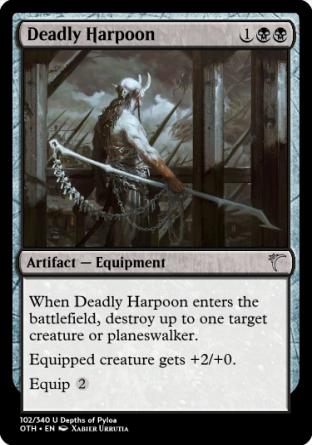 Deadly Harpoon 1
Artifact — Equipment
When Deadly Harpoon enters the
battlefield, destroy up to one target
creature or planeswalker.
Equipped creature gets +2/+0.
Equip 2
102/340 U Depths of Pyloa
OTH • EN Xabier Urrutia